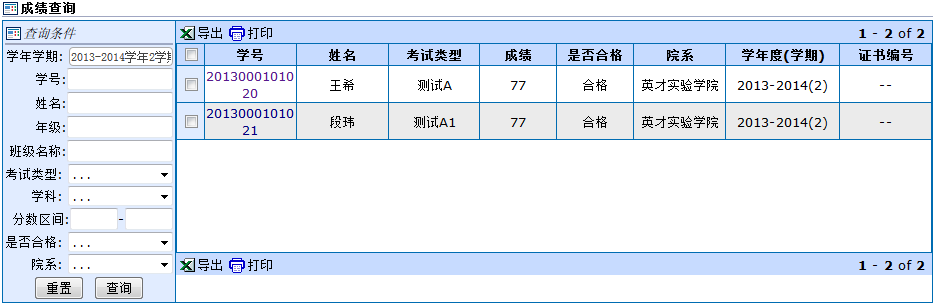 成绩查询
查询条件
学年学期: 2013-2014学年2学期
学号:
姓名:
年级:
班级名称:
考试类型: ...
学科: ...
分数区间: -
是否合格: ...
院系: ...
重置 查询
导出 打印 1 - 2 of 2
学号 姓名 考试类型 成绩 是否合格 院系 学年度(学期) 证书编号
20130001010
20 王希 测试A 77 合格 英才实验学院 2013-2014(2) --
20130001010
21 段玮 测试A1 77 合格 英才实验学院 2013-2014(2) --
导出 打印 1 - 2 of 2